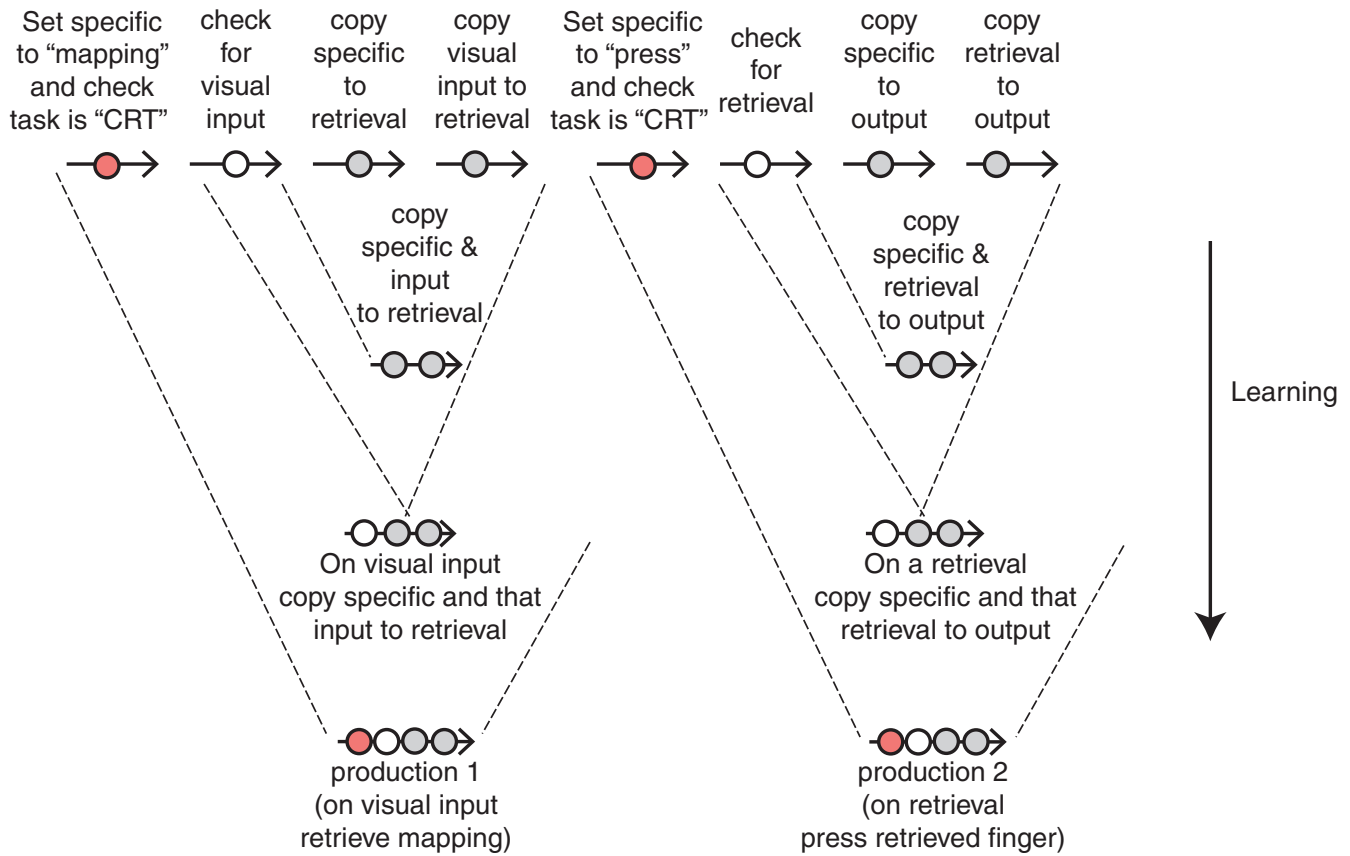 Set specific
to “mapping”
and check
task is “CRT”
check
for
visual
input
copy
specific
to
retrieval
copy
visual
input to
retrieval
Set specific
to “press”
and check
task is “CRT”
check
for
retrieval
copy
specific
to
output
copy
retrieval
to
output
copy
specific &
input
to retrieval
copy
specific &
retrieval
to output
Learning
On visual input
copy specific and that
input to retrieval
On a retrieval
copy specific and that
retrieval to output
production 1
(on visual input
retrieve mapping)
production 2
(on retrieval
press retrieved finger)